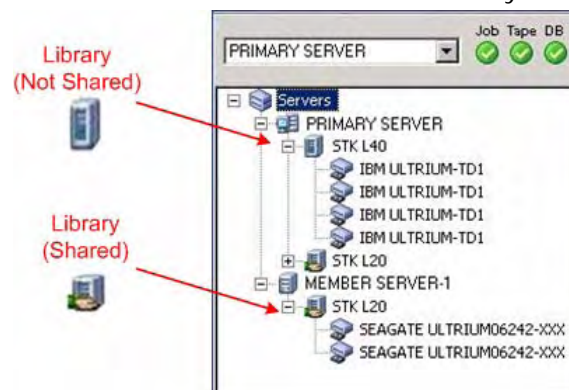 Library
(Not Shared)
Library
(Shared)
Job Tape DB
PRIMARY SERVER
Servers
PRIMARY SERVER
STK L40
IBM ULTRIUM-TD1
IBM ULTRIUM-TD1
IBM ULTRIUM-TD1
IBM ULTRIUM-TD1
STK L20
MEMBER SERVER-1
STK L20
SEAGATE ULTRIUM06242-XXX
SEAGATE ULTRIUM06242-XXX